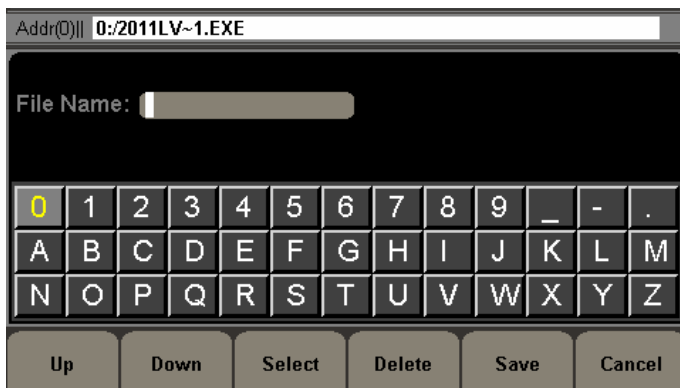 Addr(0)|| 0:/2011LV~1.EXE
File Name:
0 1 2 3 4 5 6 7 8 9 _ - .
A B C D E F G H I J K L M
N O P Q R S T U V W X Y Z
Up Down Select Delete Save Cancel